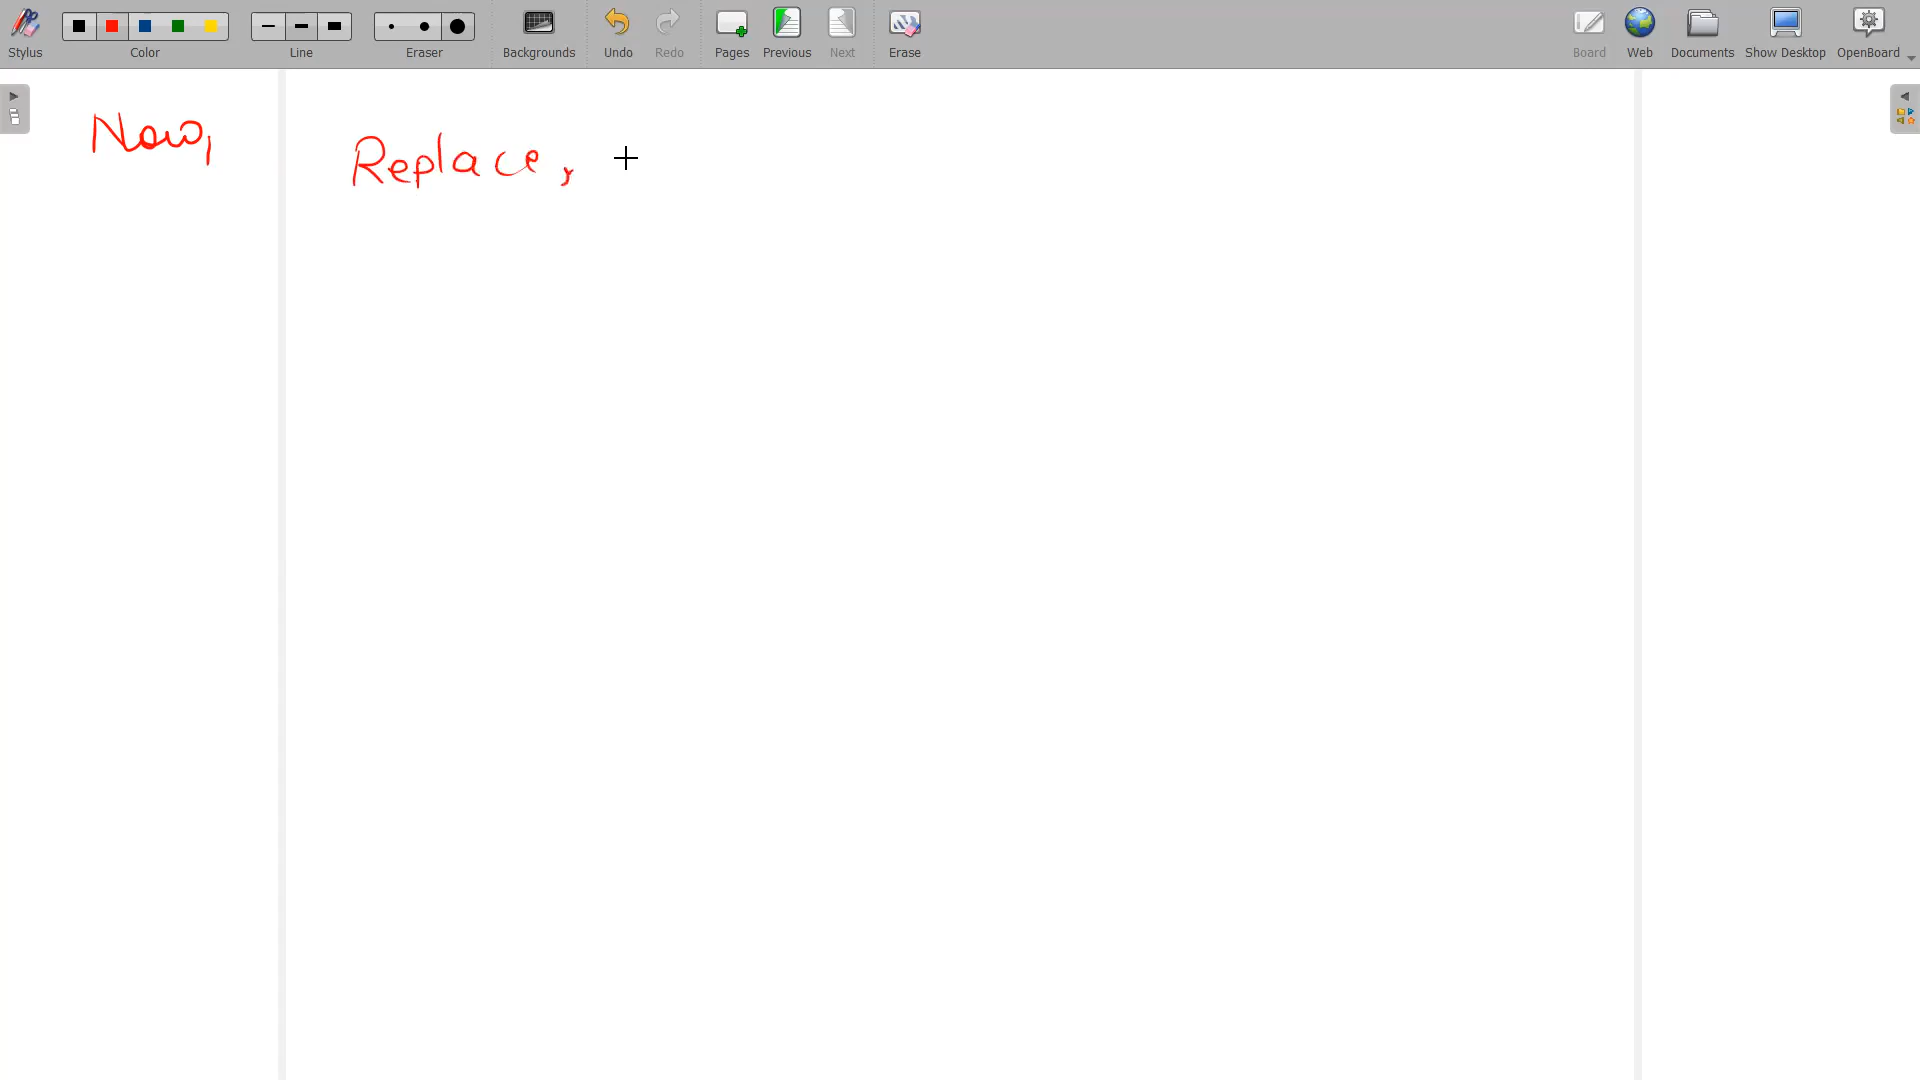 Stylus Color Line Eraser Backgrounds Undo Redo Pages Previous Next Erase Board Web Documents Show Desktop OpenBoard
Now,
Replace,